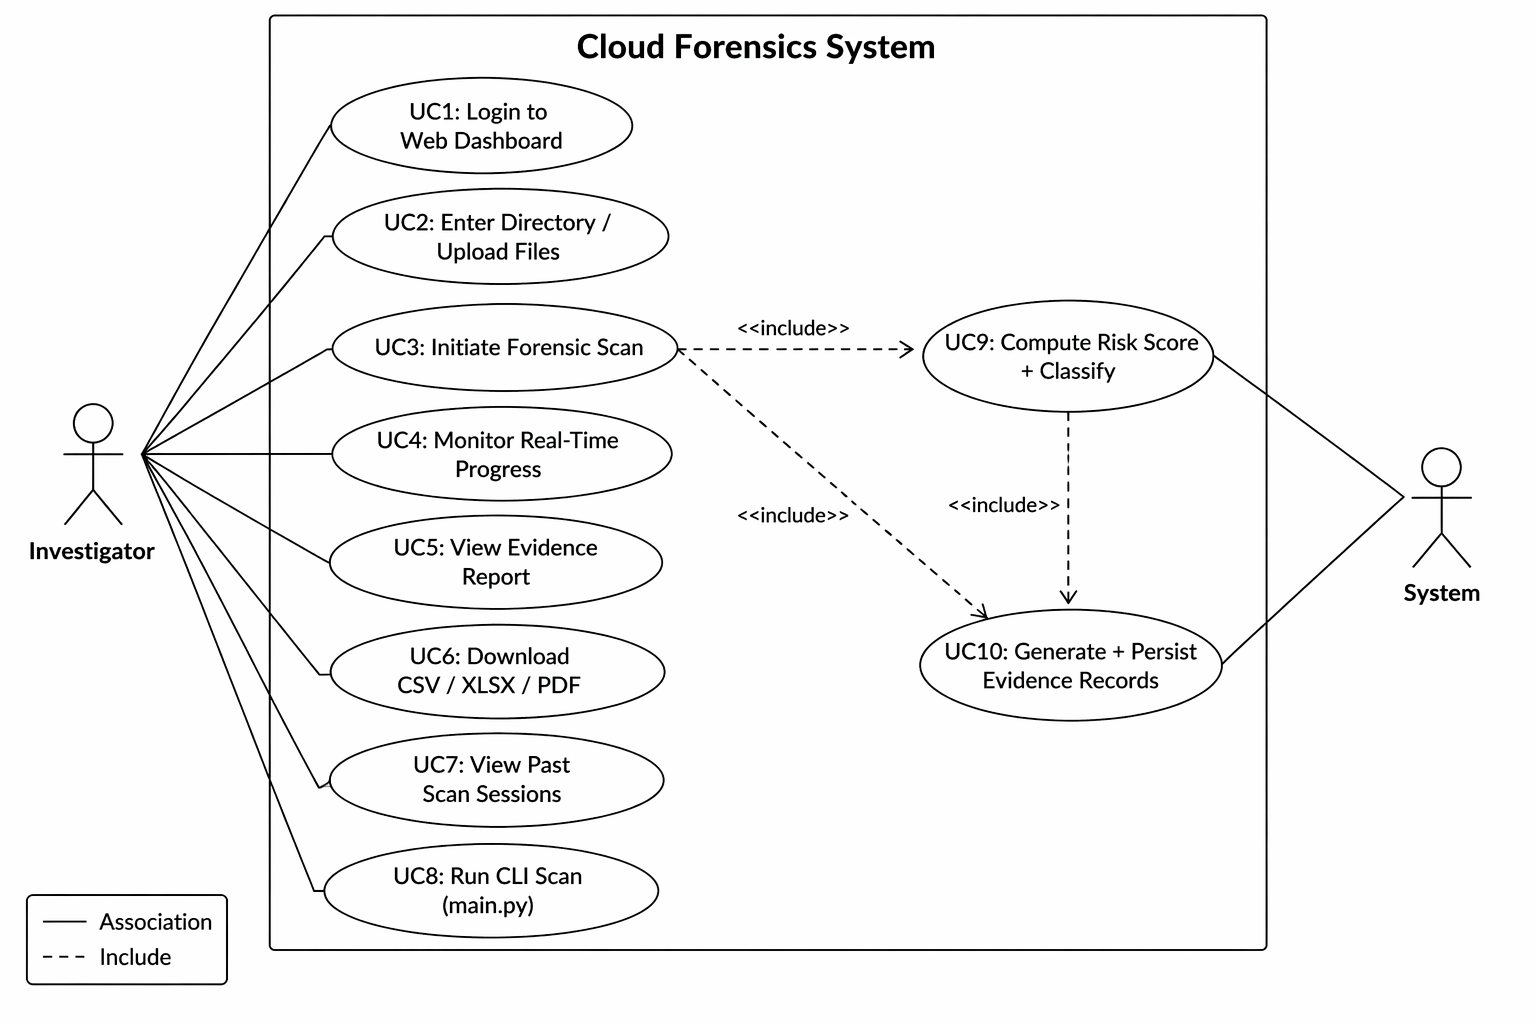 Cloud Forensics System
UC1: Login to
Web Dashboard
UC2: Enter Directory /
Upload Files
UC3: Initiate Forensic Scan
<<include>>
UC9: Compute Risk Score
+ Classify
UC4: Monitor Real-Time
Progress
<<include>>
<<include>>
Investigator
System
UC5: View Evidence
Report
UC6: Download
CSV / XLSX / PDF
UC10: Generate + Persist
Evidence Records
UC7: View Past
Scan Sessions
UC8: Run CLI Scan
(main.py)
Association
Include